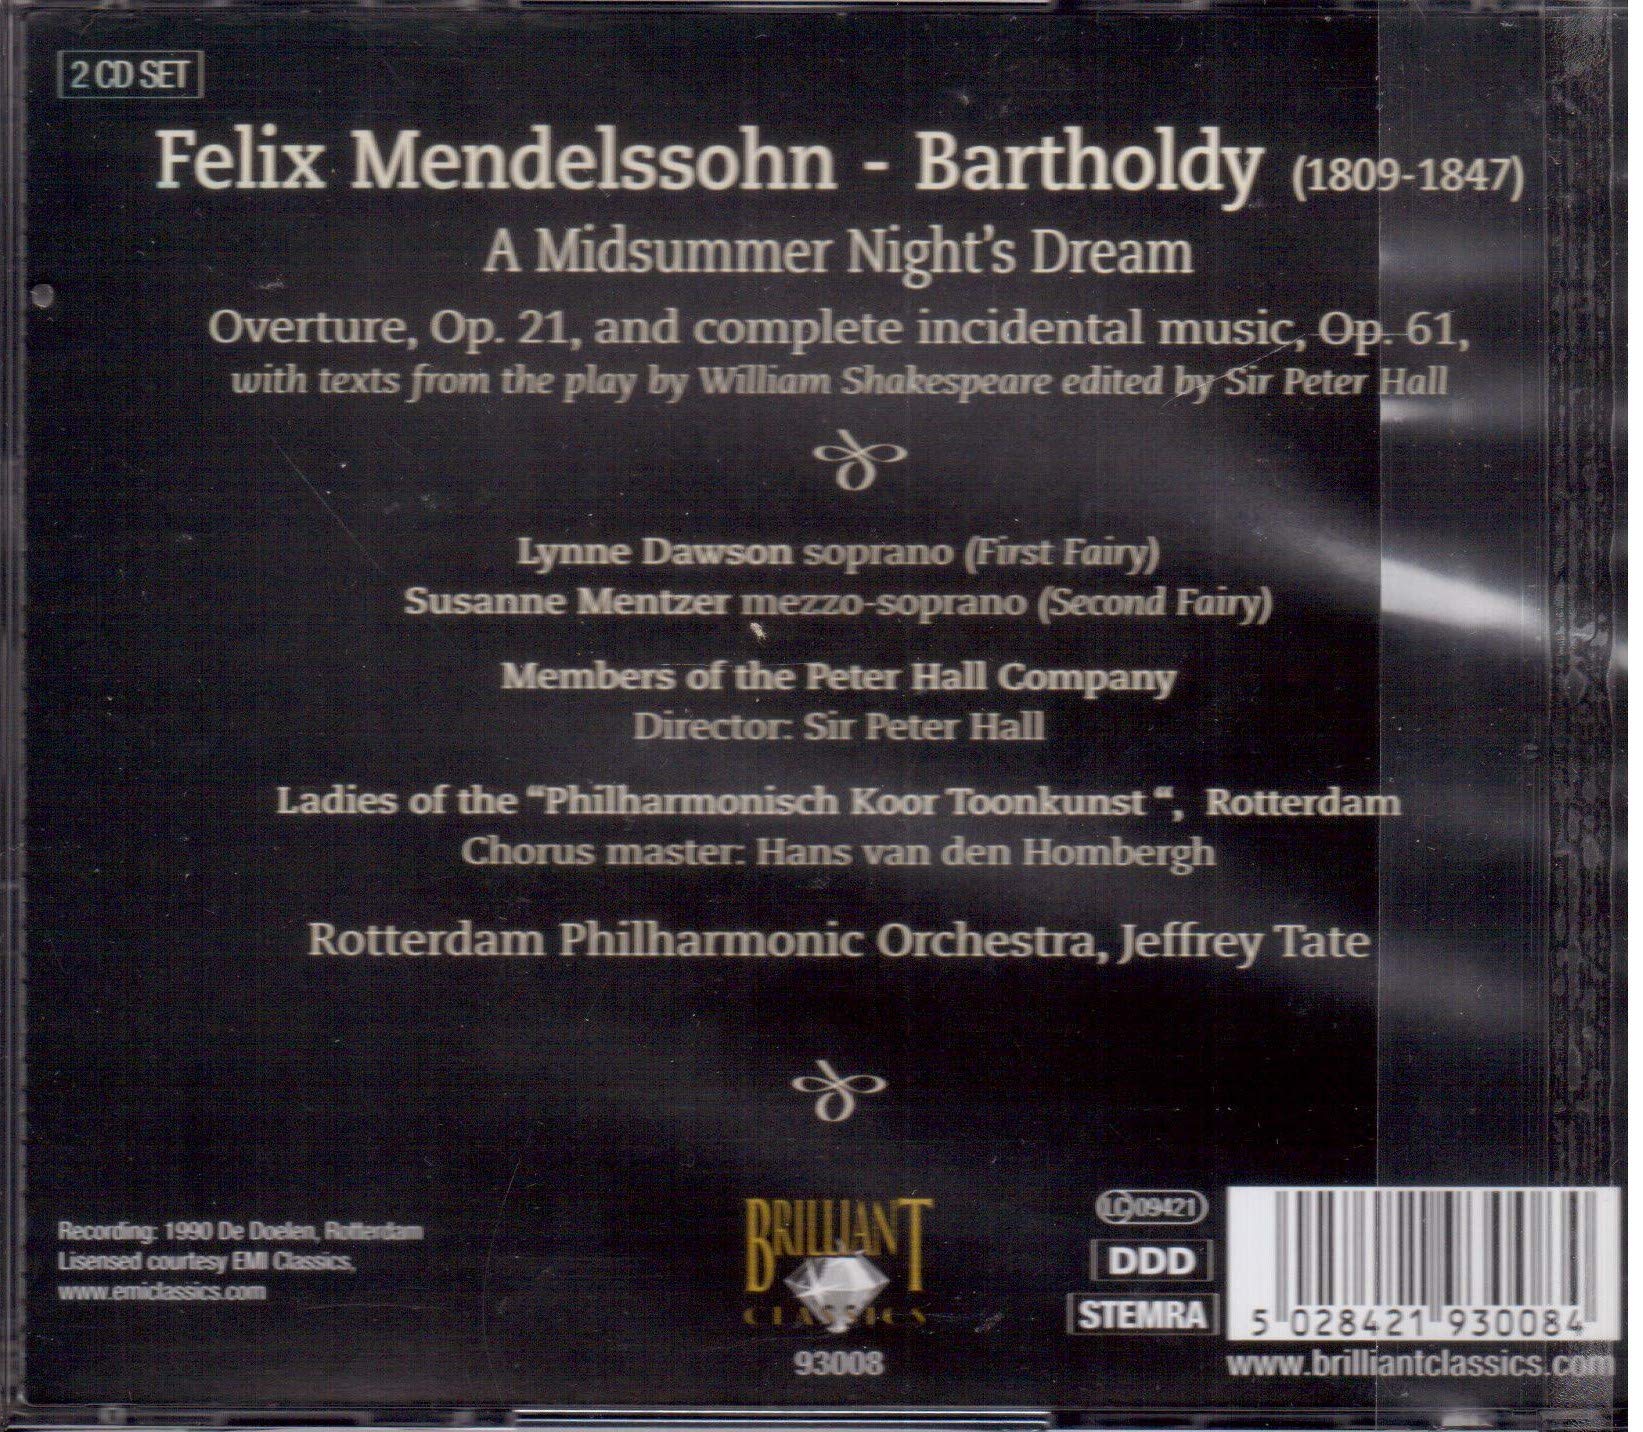 2 CD SET
Felix Mendelssohn - Bartholdy (1809-1847)
A Midsummer Night's Dream
Overture, Op. 21, and complete incidental music, Op. 61,
with texts from the play by William Shakespeare edited by Sir Peter Hall
Lynne Dawson soprano (First Fairy)
Susanne Mentzer mezzo-soprano (Second Fairy)
Members of the Peter Hall Company
Director: Sir Peter Hall
Ladies of the “Philharmonisch Koor Toonkunst “, Rotterdam
Chorus master: Hans van den Hombergh
Rotterdam Philharmonic Orchestra, Jeffrey Tate
Recording: 1990 De Doelen, Rotterdam
Lisensed courtesy EMI Classics,
www.emiclassics.com
BRILLIANT
CLASSICS
93008
LC 09421
DDD
STEMRA
5 028421 930084
www.brilliantclassics.com